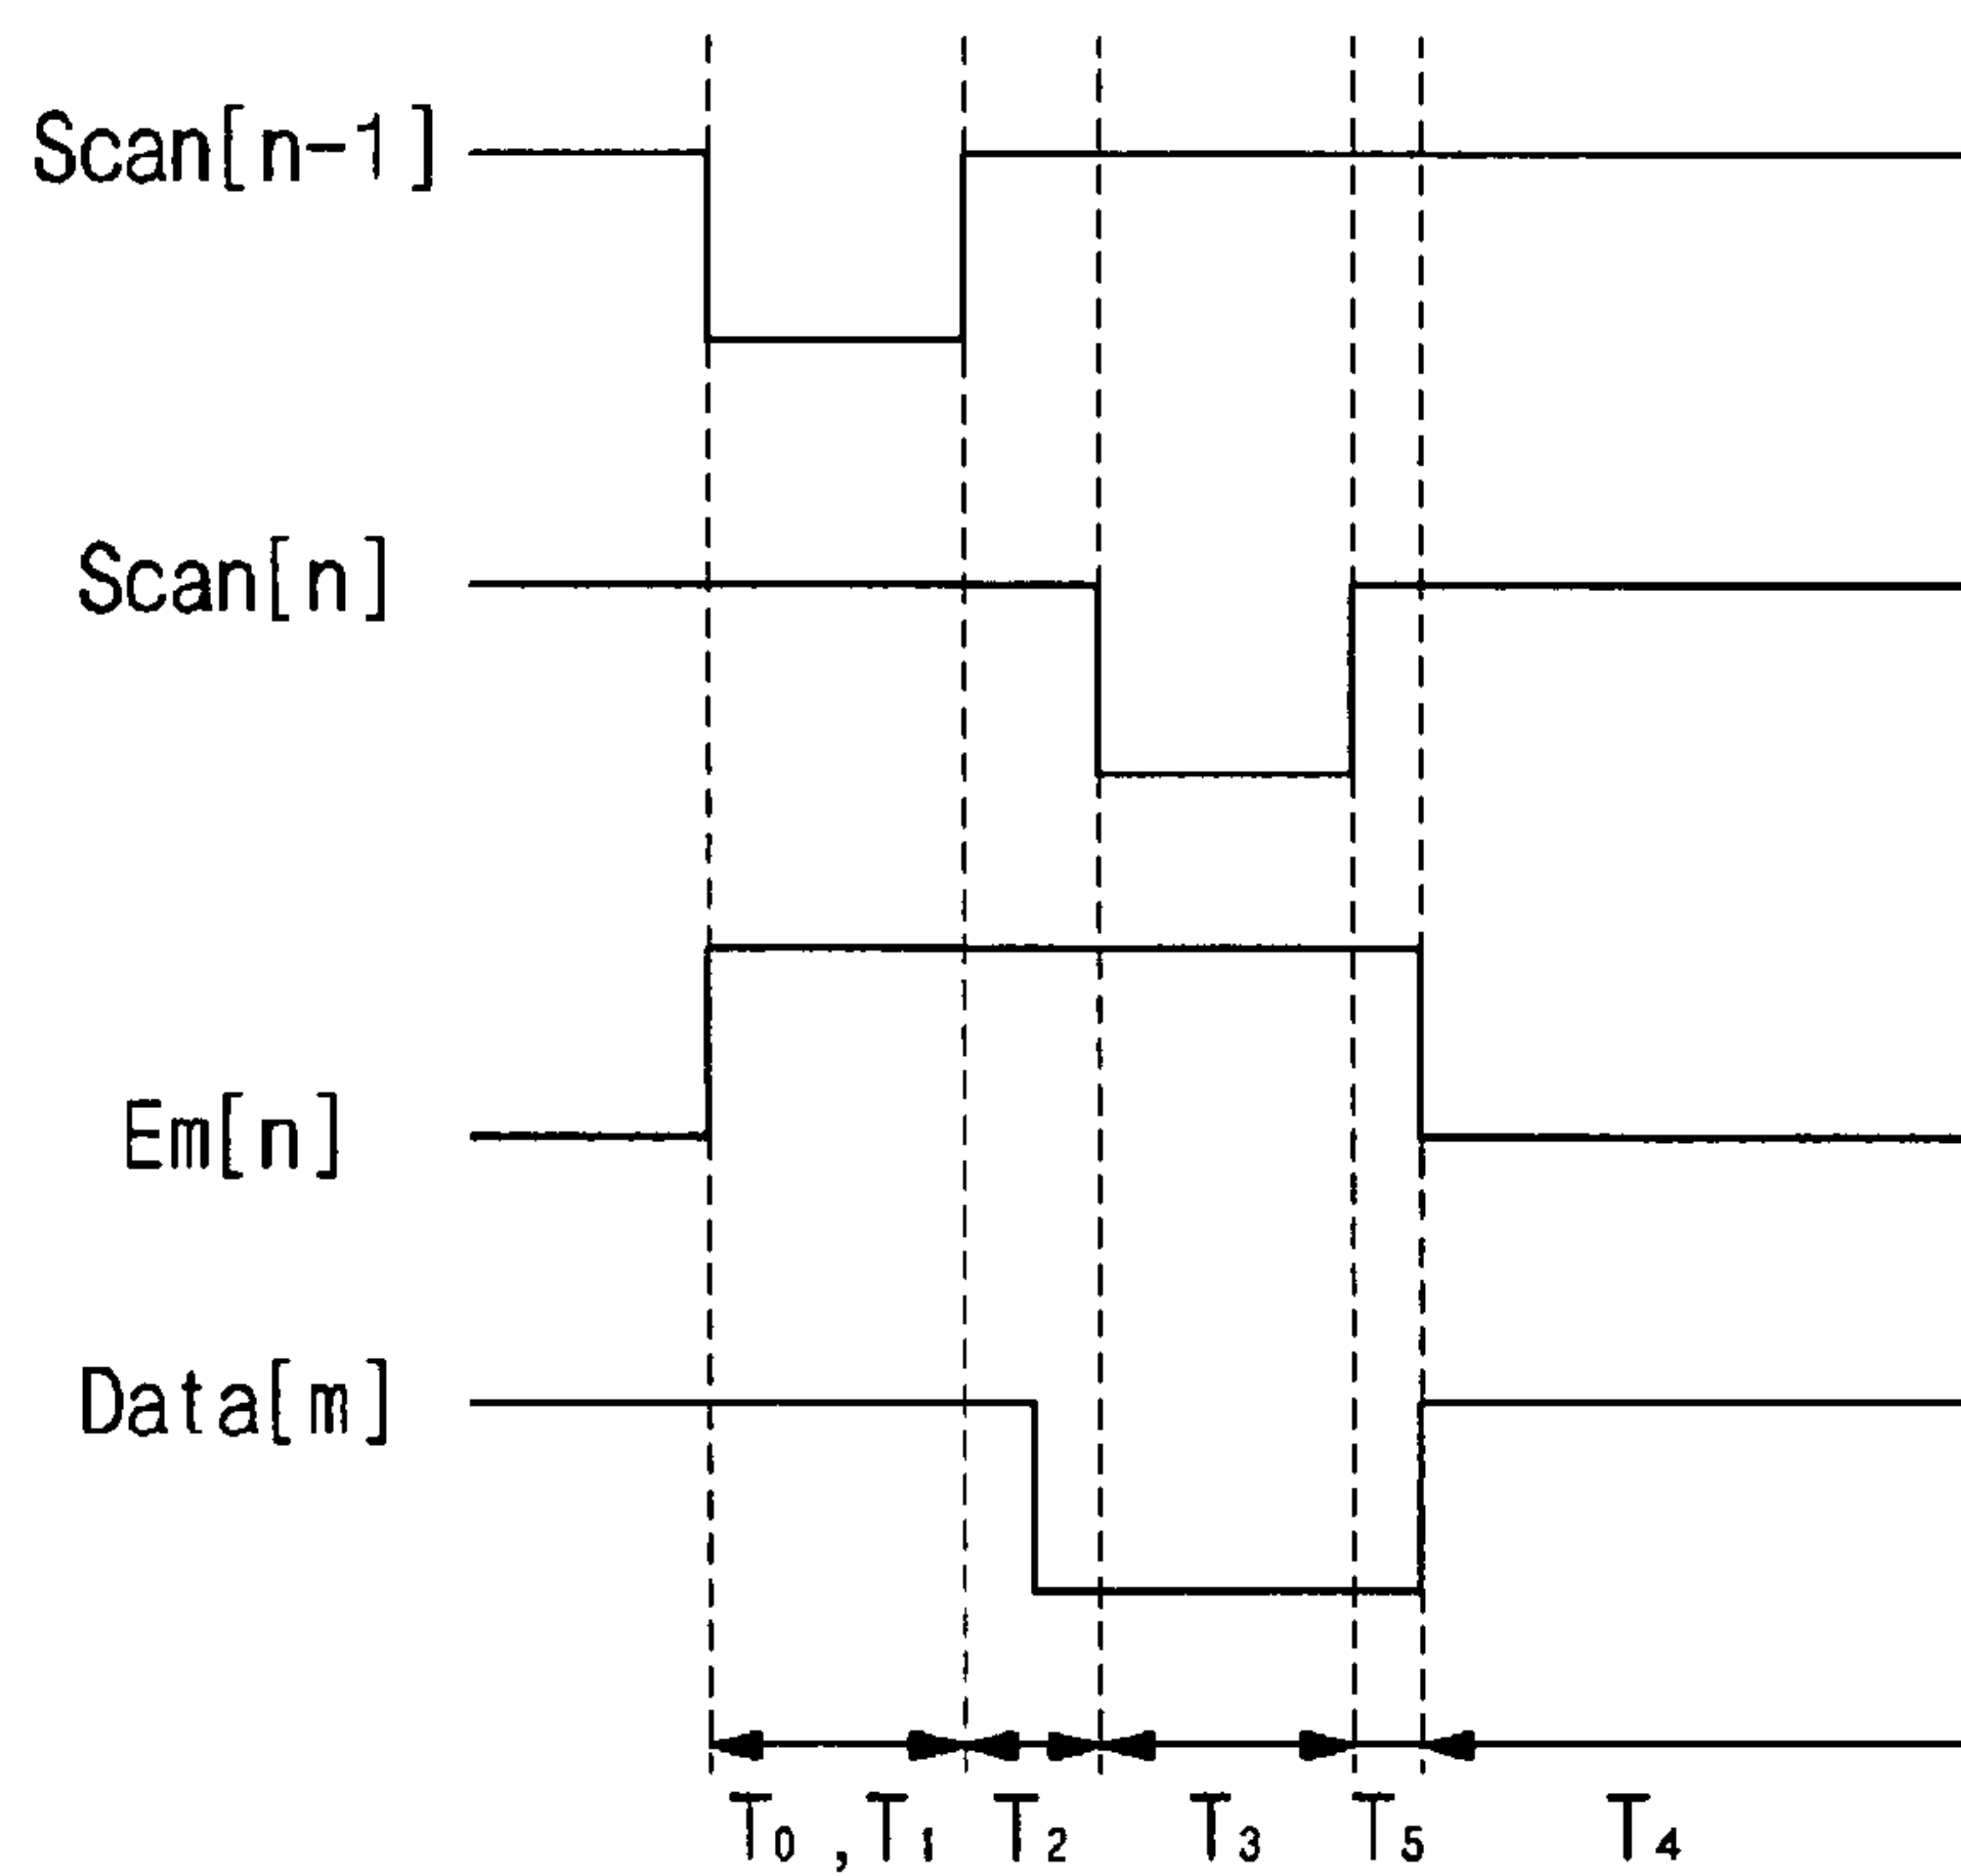 Scan[n-1]
Scan[n]
Em[n]
Data[m]
T₀,T₁ T₂ T₃ T₅ T₄